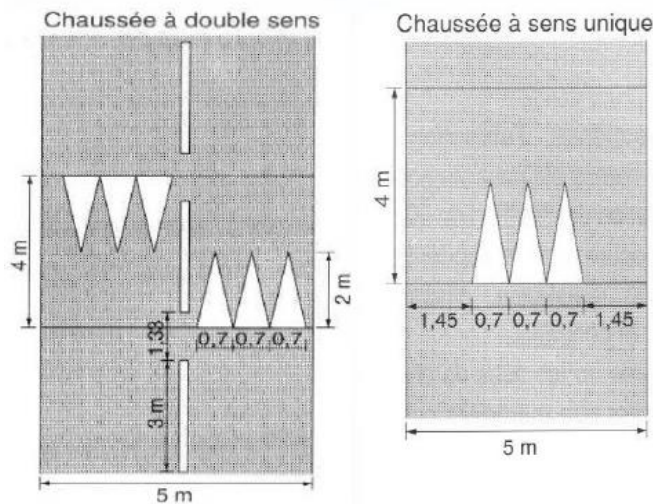 Chaussée à double sens
4 m
2 m
1,33
0,7 0,7 0,7
3 m
5 m
Chaussée à sens unique
4 m
1,45 0,7 0,7 0,7 1,45
5 m